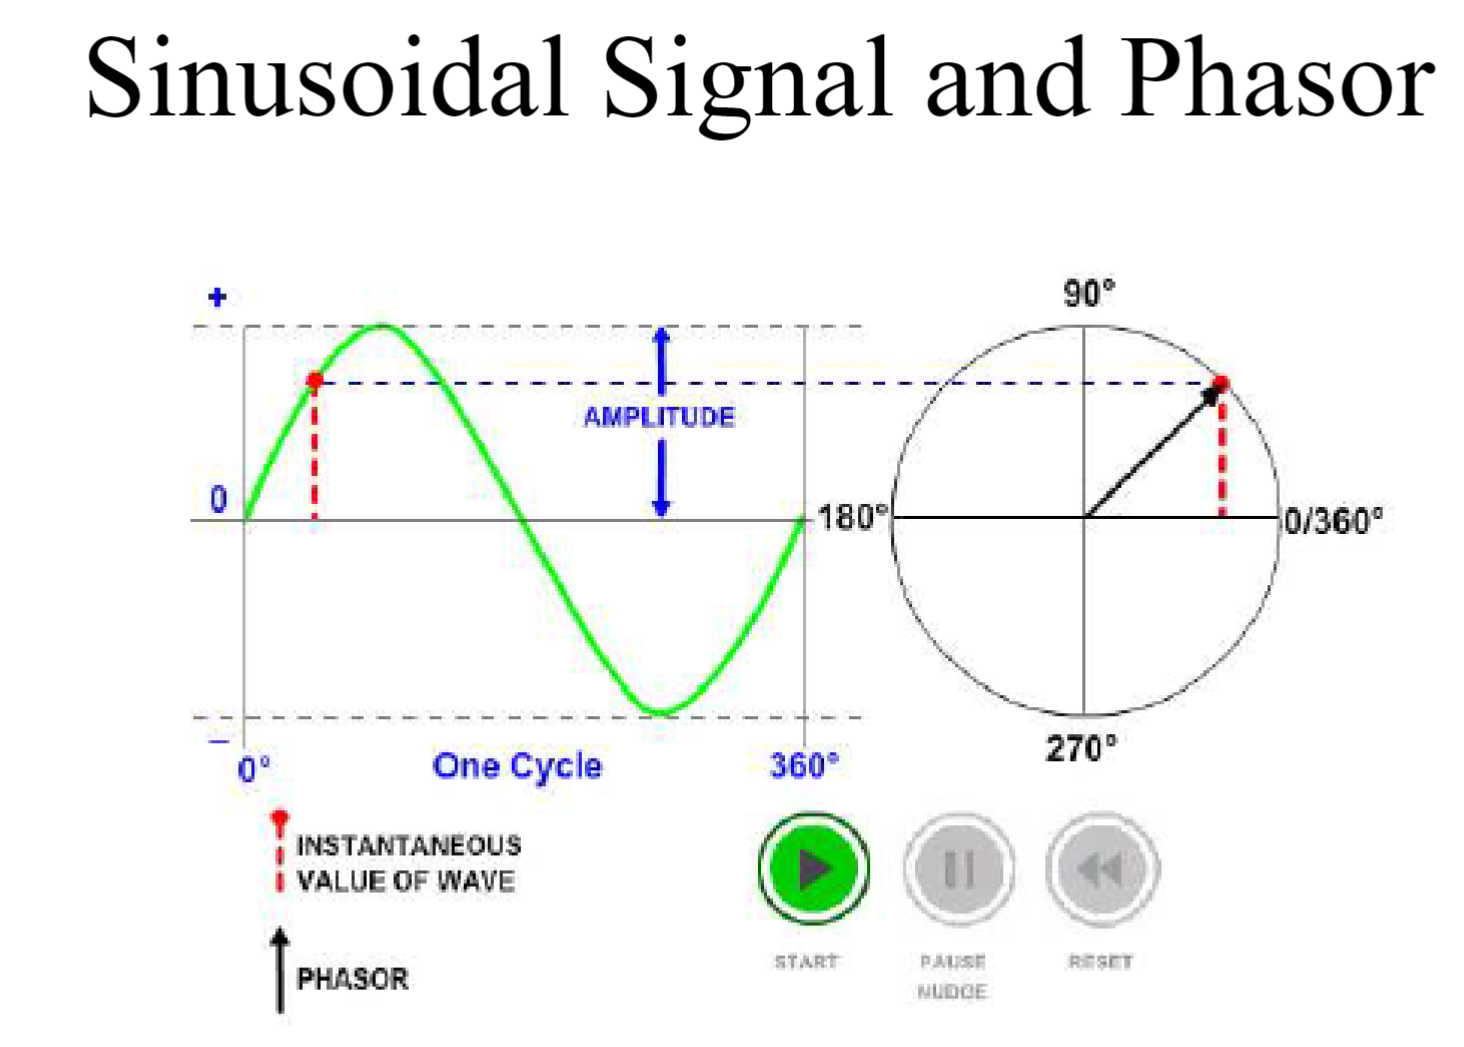 Sinusoidal Signal and Phasor
+
90°
AMPLITUDE
0
180°
0/360°
–
0°
One Cycle
360°
270°
INSTANTANEOUS
VALUE OF WAVE
PHASOR
START
PAUSE
NUDGE
RESET